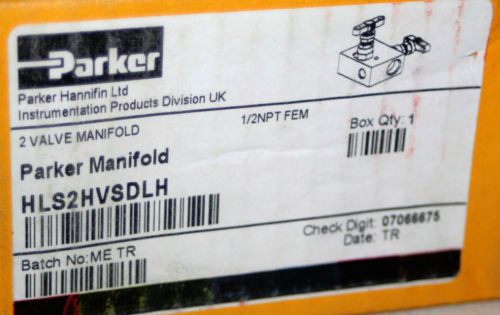 Parker
Parker Hannifin Ltd
Instrumentation Products Division UK
2 VALVE MANIFOLD 1/2NPT FEM Box Qty: 1
Parker Manifold
HLS2HVSDLH
Check Digit: 07066675
Batch No:ME TR Date: TR